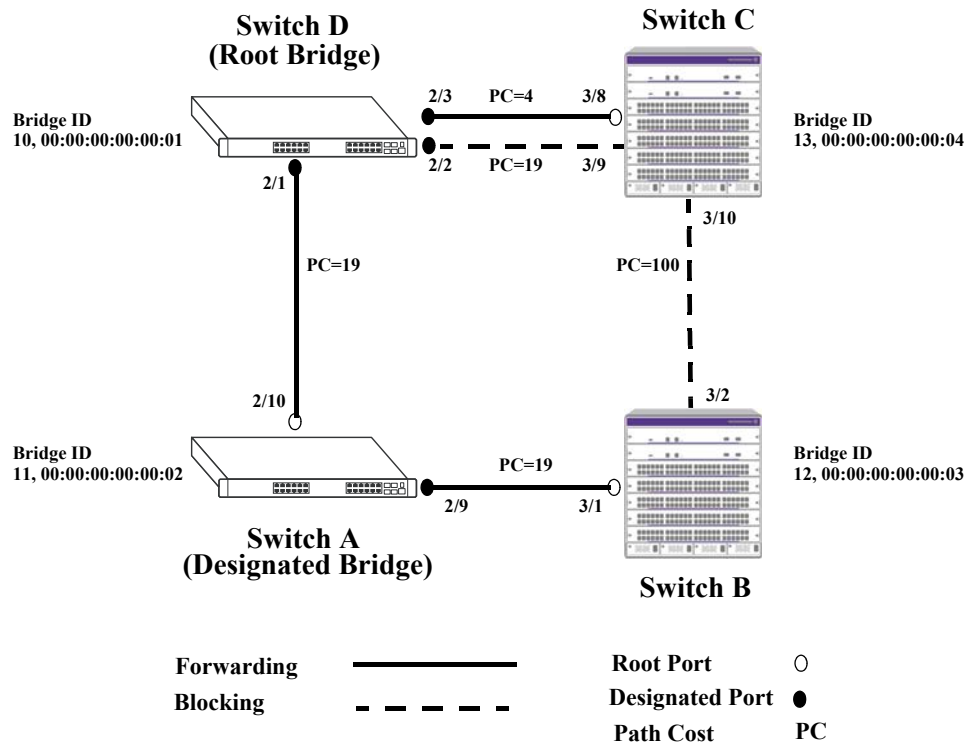 Switch D
(Root Bridge)
Switch C
Bridge ID
10, 00:00:00:00:00:01
2/3
PC=4
3/8
2/2
PC=19
3/9
Bridge ID
13, 00:00:00:00:00:04
2/1
3/10
PC=19
PC=100
2/10
3/2
Bridge ID
11, 00:00:00:00:00:02
PC=19
2/9
3/1
Bridge ID
12, 00:00:00:00:00:03
Switch A
(Designated Bridge)
Switch B
Forwarding
Root Port
Blocking
Designated Port
Path Cost
PC